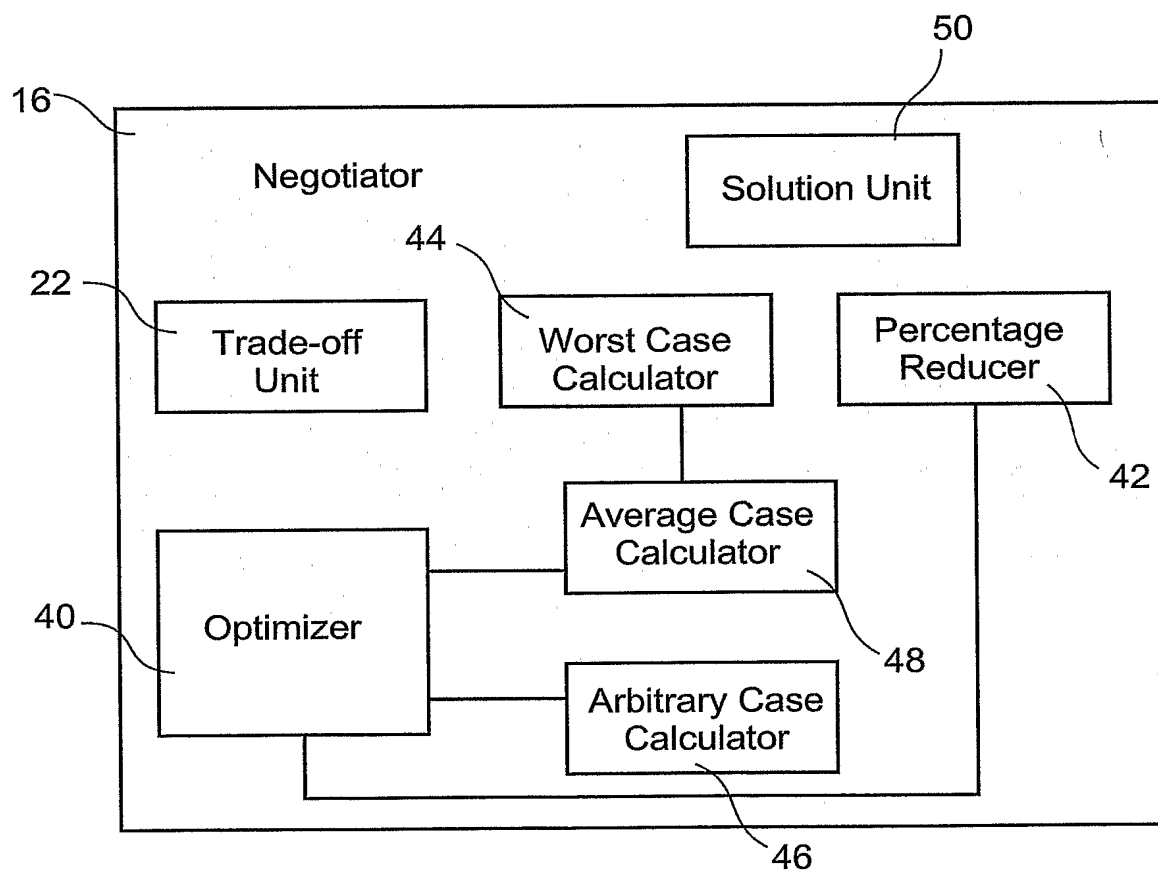 50
16
Negotiator
Solution Unit
44
22
Trade-off
Unit
Worst Case
Calculator
Percentage
Reducer
42
Average Case
Calculator
40
Optimizer
48
Arbitrary Case
Calculator
46